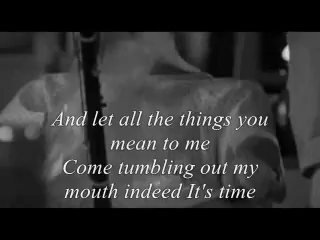 And let all the things you
mean to me
Come tumbling out my
mouth indeed It's time